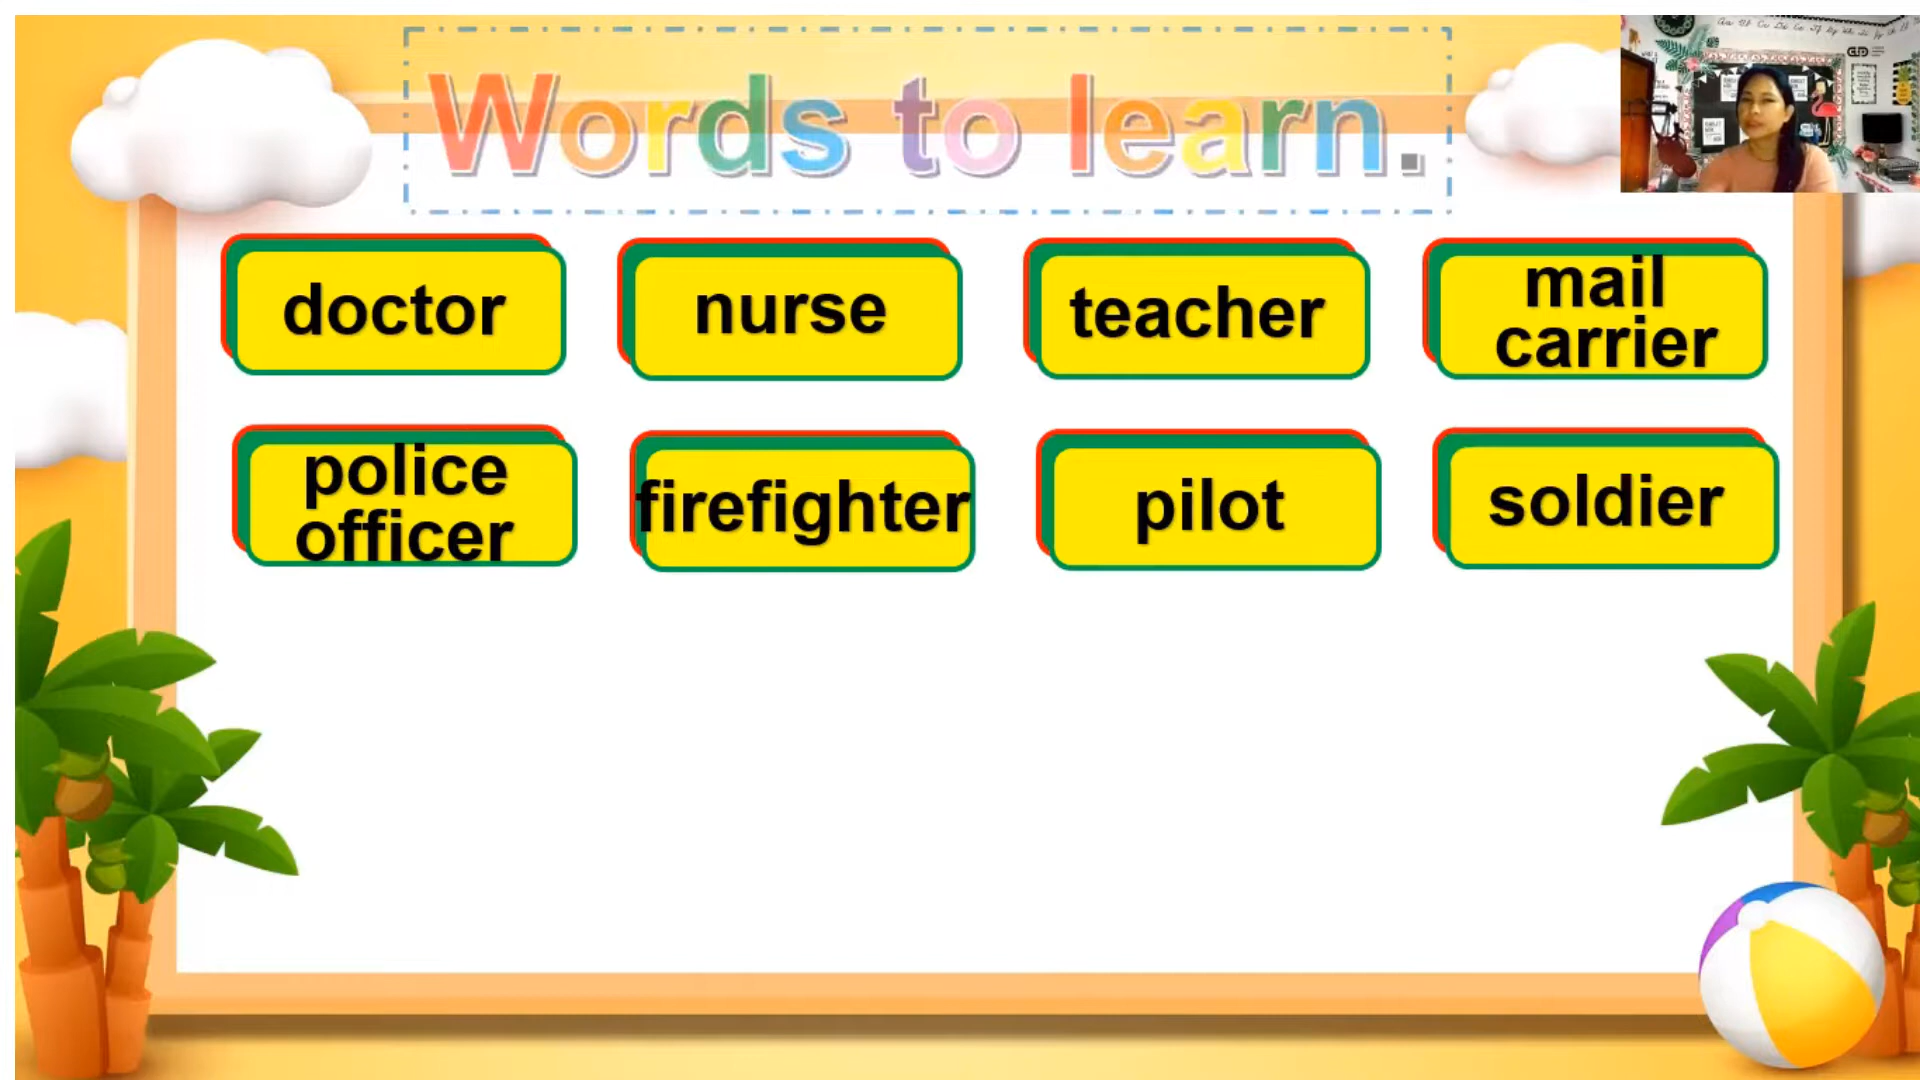 Words to learn.
doctor
nurse
teacher
mail
carrier
police
officer
firefighter
pilot
soldier